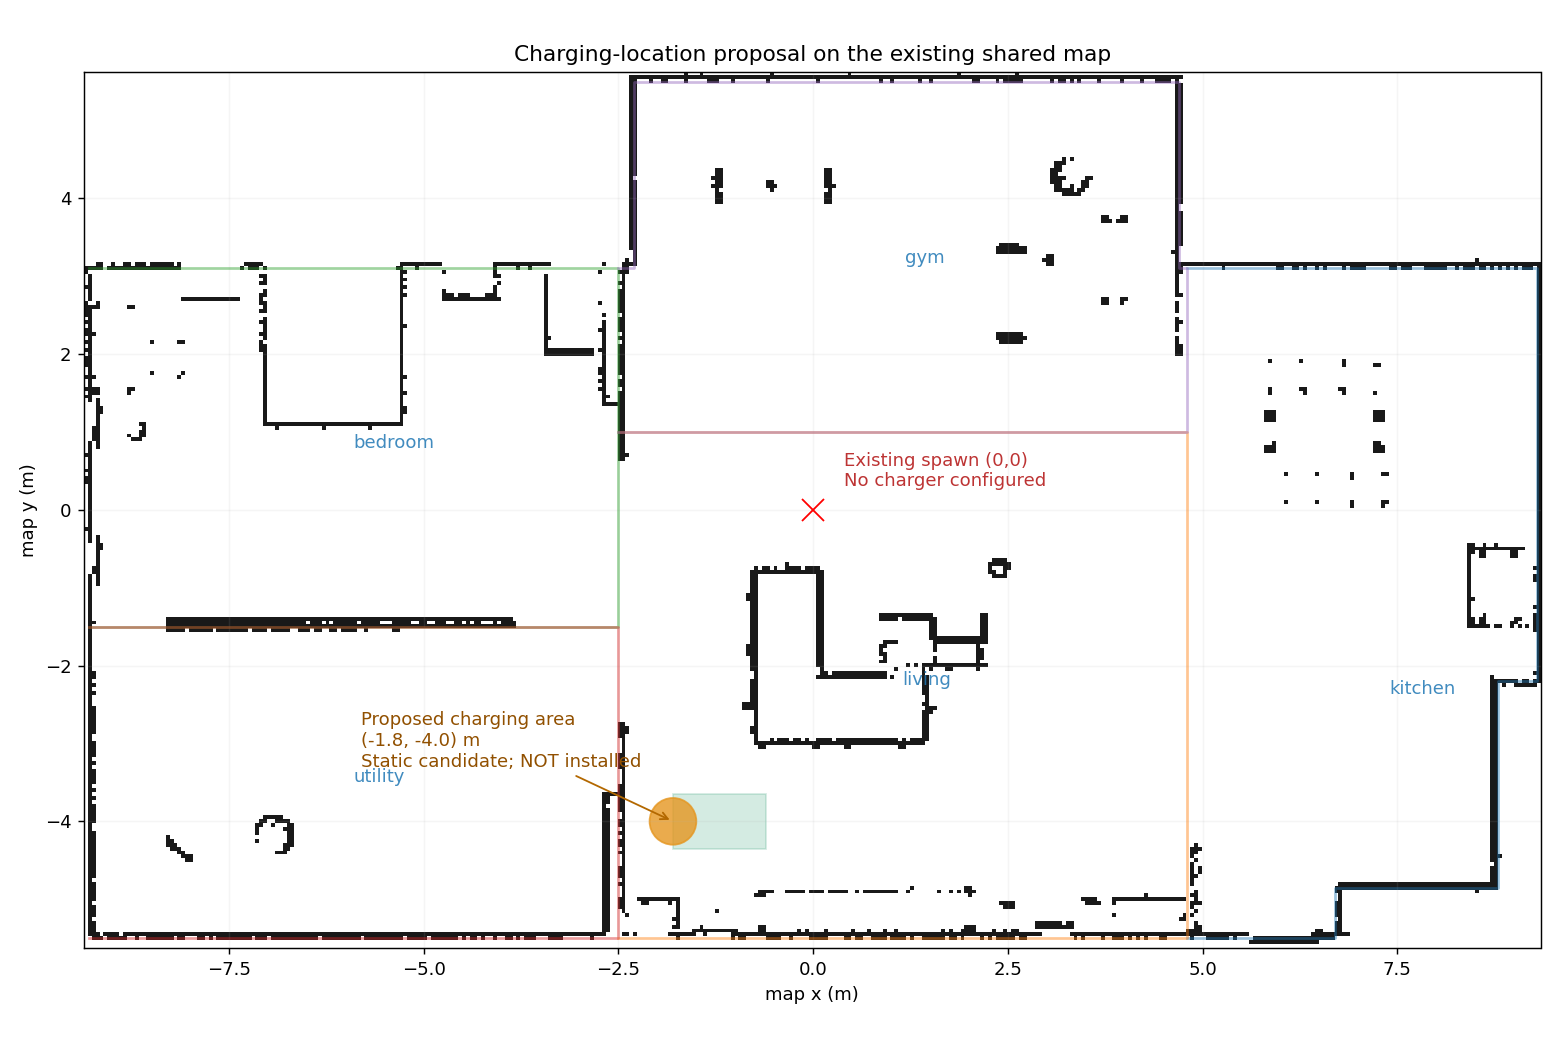 Charging-location proposal on the existing shared map
map y (m)
4
2
0
−2
−4
gym
bedroom
Existing spawn (0,0)
No charger configured
living
kitchen
Proposed charging area
(-1.8, -4.0) m
Static candidate; NOT installed
utility
−7.5
−5.0
−2.5
0.0
2.5
5.0
7.5
map x (m)